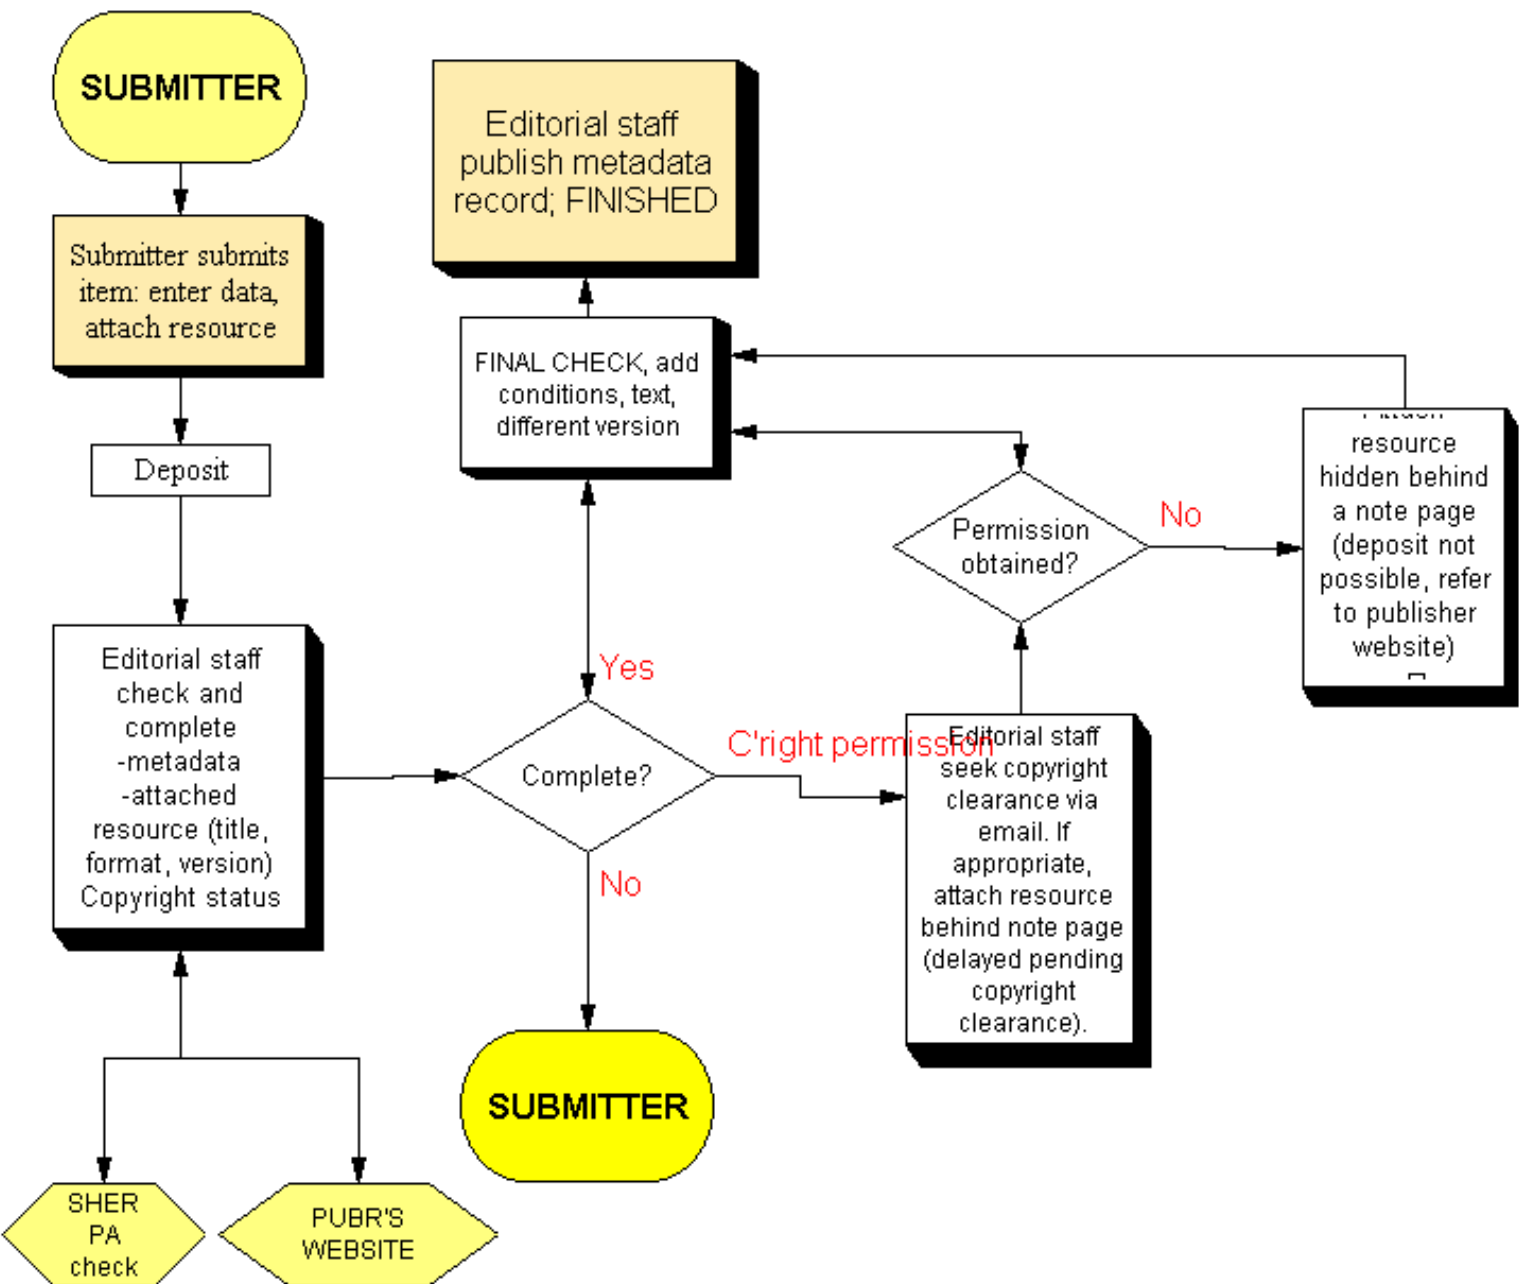 SUBMITTER
Submitter submits
item: enter data,
attach resource
Deposit
Editorial staff
check and
complete
-metadata
-attached
resource (title,
format, version)
Copyright status
SHER
PA
check
PUBR'S
WEBSITE
Editorial staff
publish metadata
record; FINISHED
FINAL CHECK, add
conditions, text,
different version
Yes
Complete?
No
SUBMITTER
C'right permission
Editorial staff
seek copyright
clearance via
email. If
appropriate,
attach resource
behind note page
(delayed pending
copyright
clearance).
Permission
obtained?
No
resource
hidden behind
a note page
(deposit not
possible, refer
to publisher
website)